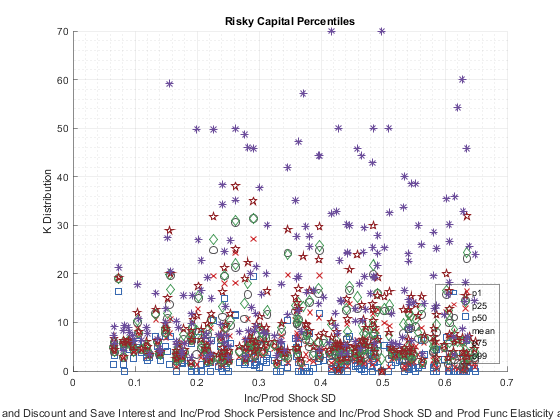 Risky Capital Percentiles
70
60
50
40
30
20
10
0
K Distribution
0 0.1 0.2 0.3 0.4 0.5 0.6 0.7
Inc/Prod Shock SD
p1
p50
mean
and Discount and Save Interest and Inc/Prod Shock Persistence and Inc/Prod Shock SD and Prod Func Elasticity